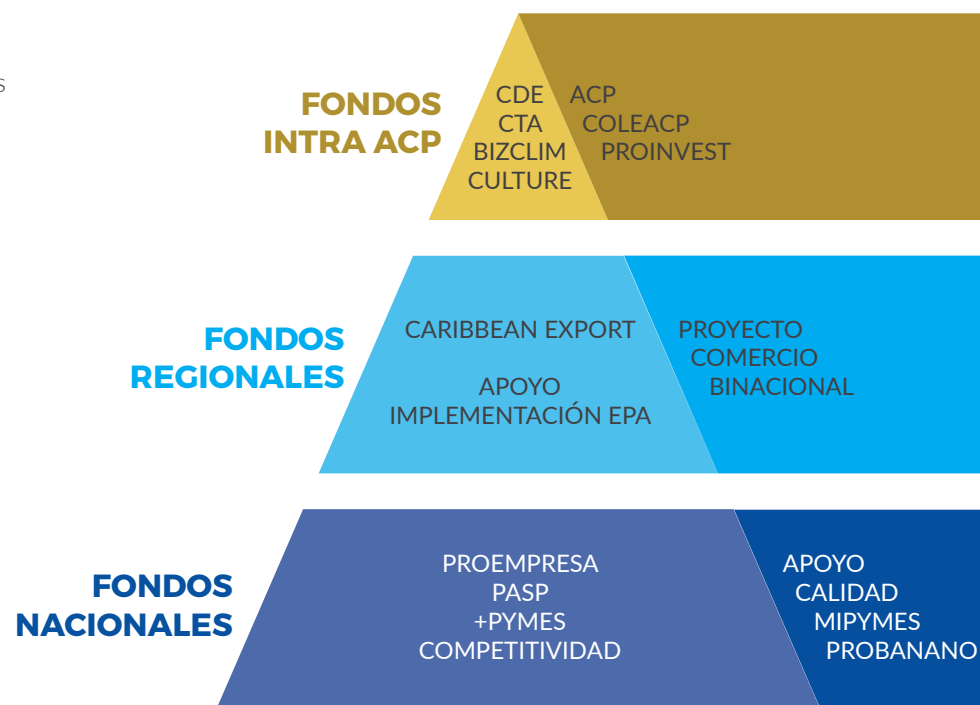 S
FONDOS
INTRA ACP
CDE
CTA
BIZCLIM
CULTURE
ACP
COLEACP
PROINVEST
FONDOS
REGIONALES
CARIBBEAN EXPORT
APOYO
IMPLEMENTACIÓN EPA
PROYECTO
COMERCIO
BINACIONAL
FONDOS
NACIONALES
PROEMPRESA
PASP
+PYMES
COMPETITIVIDAD
APOYO
CALIDAD
MIPYMES
PROBANANO